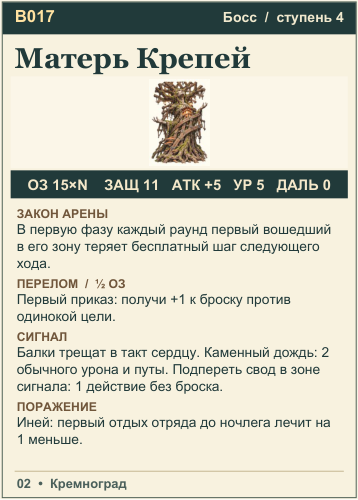 B017
Босс / ступень 4
Матерь Крепей
ОЗ 15×N ЗАЩ 11 АТК +5 УР 5 ДАЛЬ 0
ЗАКОН АРЕНЫ
В первую фазу каждый раунд первый вошедший
в его зону теряет бесплатный шаг следующего
хода.
ПЕРЕЛОМ / ½ ОЗ
Первый приказ: получи +1 к броску против
одинокой цели.
СИГНАЛ
Балки трещат в такт сердцу. Каменный дождь: 2
обычного урона и путы. Подпереть свод в зоне
сигнала: 1 действие без броска.
ПОРАЖЕНИЕ
Иней: первый отдых отряда до ночлега лечит на
1 меньше.
02 • Кремноград